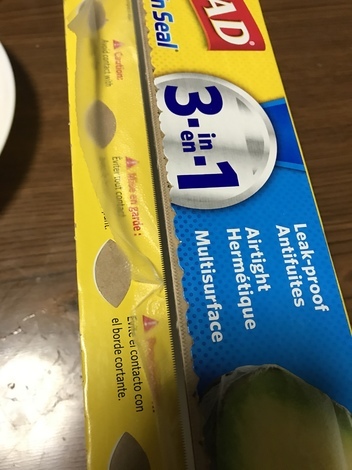 AD
n Seal®
3·in·1
en
Leak-proof
Antifuites
Airtight
Hermétique
Multisurface
Caution:
Avoid contact with
Mise en garde :
Éviter tout contact
Evite el contacto con
el borde cortante.